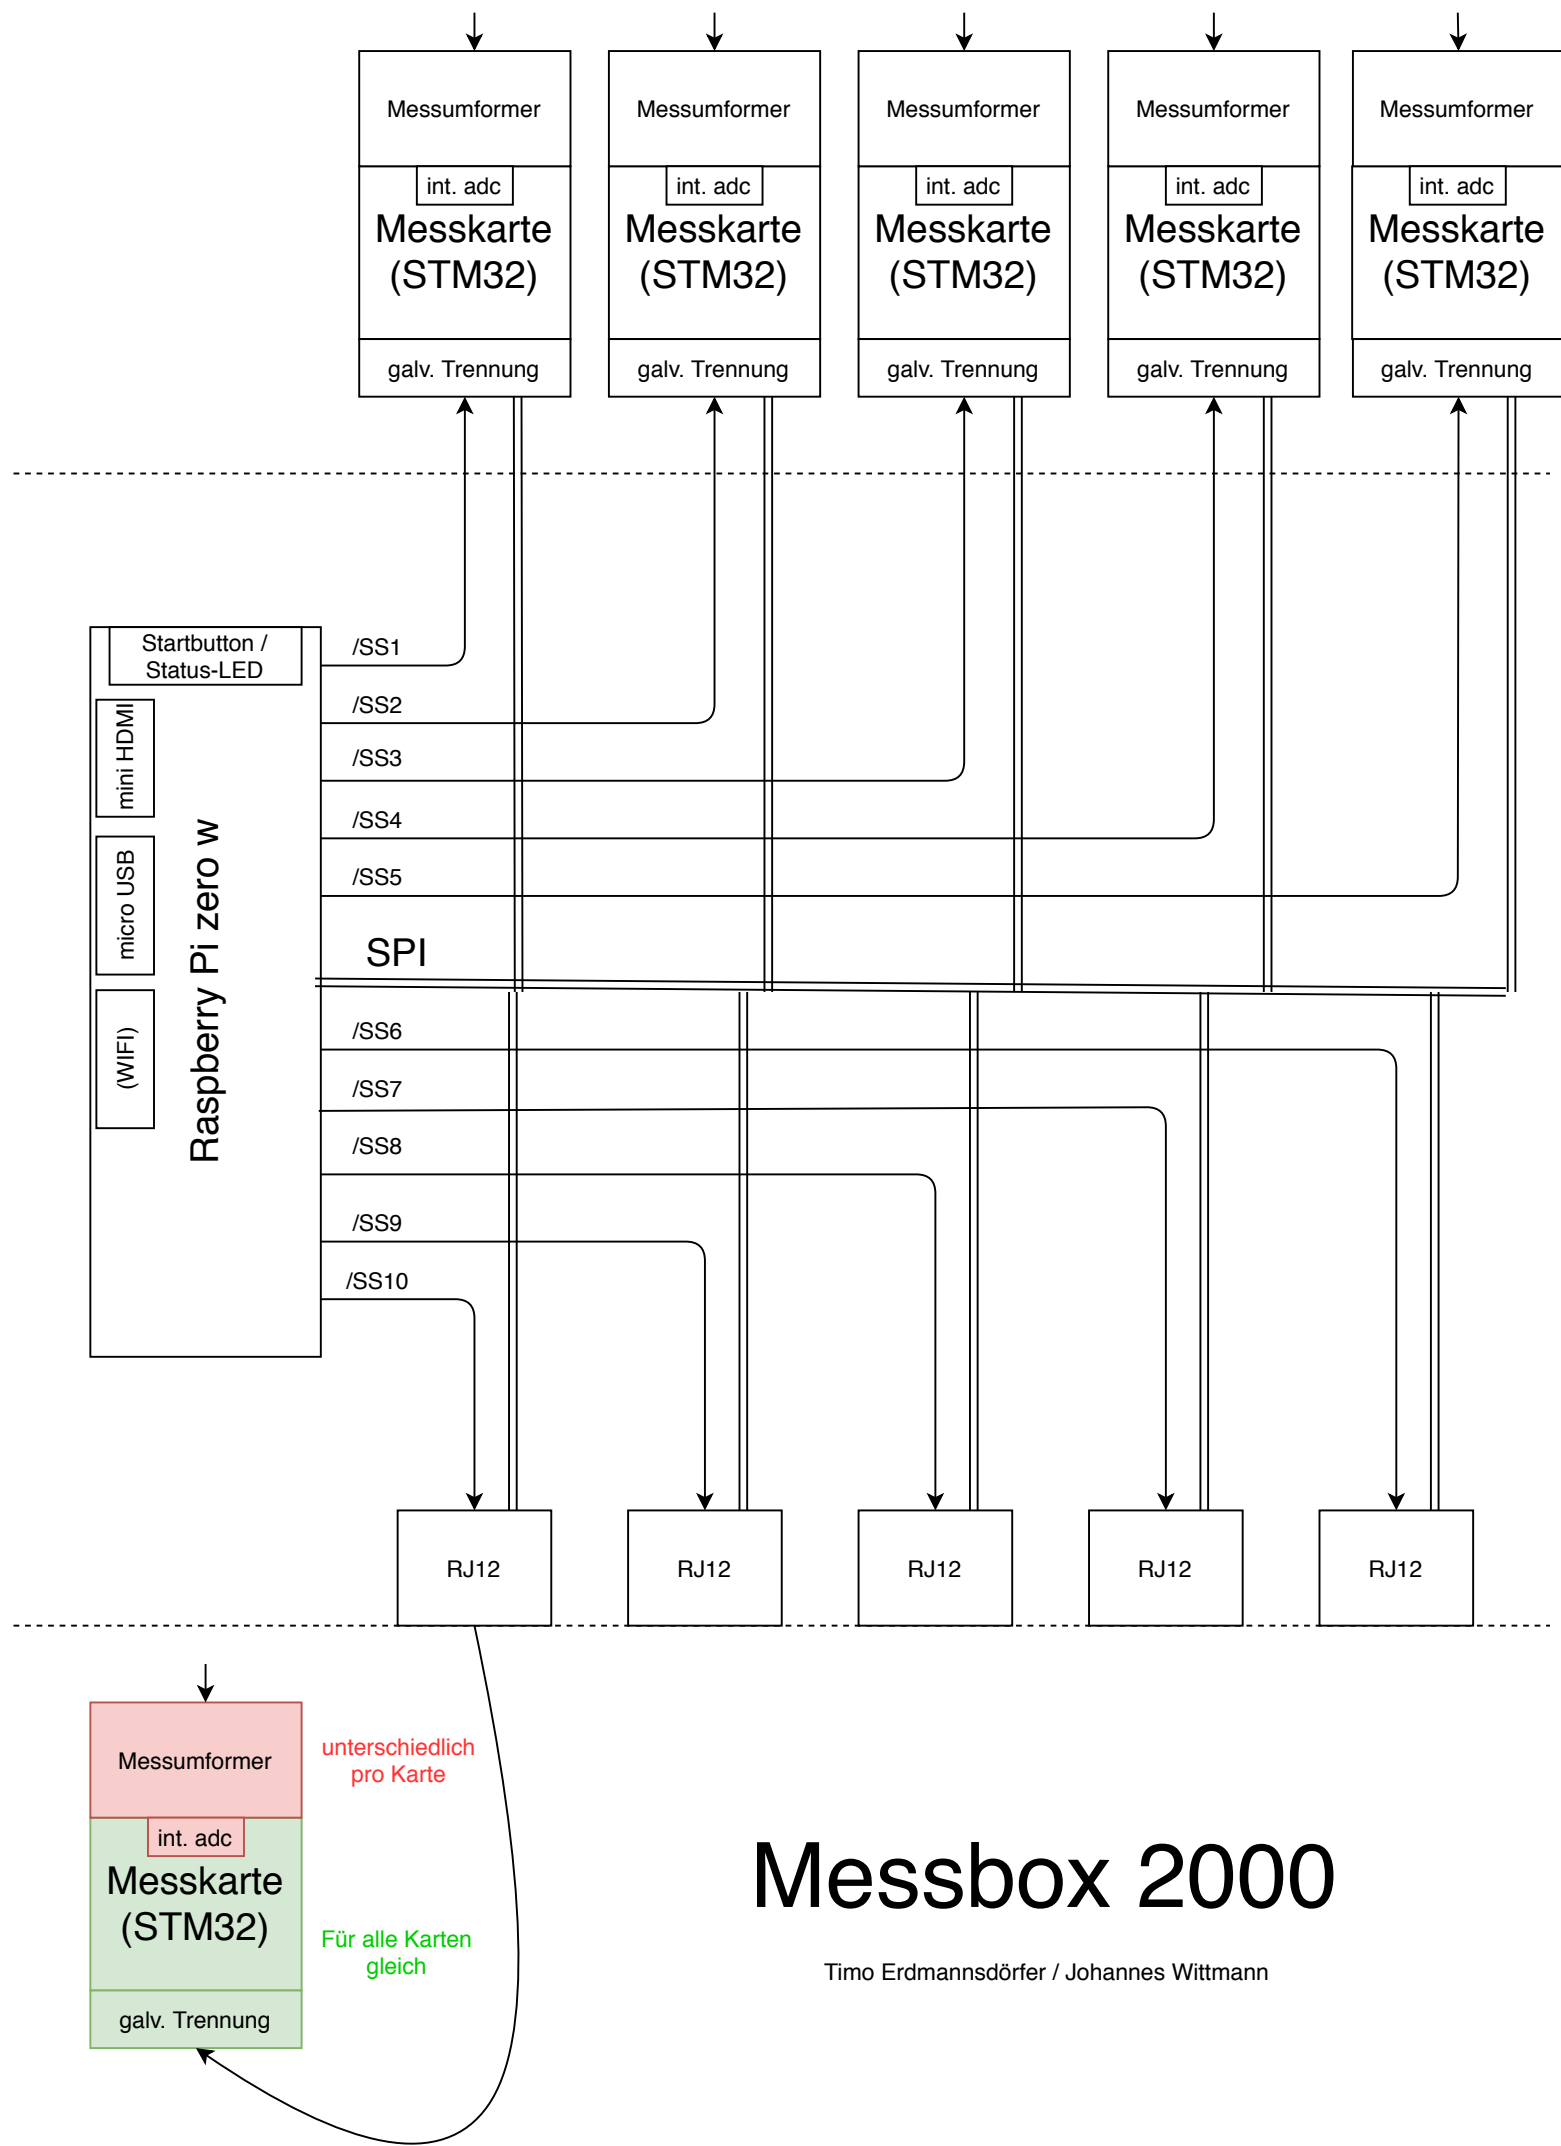 Messumformer
Messumformer
Messumformer
Messumformer
Messumformer
int. adc
int. adc
int. adc
int. adc
int. adc
Messkarte
(STM32)
Messkarte
(STM32)
Messkarte
(STM32)
Messkarte
(STM32)
Messkarte
(STM32)
galv. Trennung
galv. Trennung
galv. Trennung
galv. Trennung
galv. Trennung
Startbutton /
Status-LED
mini HDMI
micro USB
(WIFI)
Raspberry Pi zero w
/SS1
/SS2
/SS3
/SS4
/SS5
SPI
/SS6
/SS7
/SS8
/SS9
/SS10
RJ12
RJ12
RJ12
RJ12
RJ12
Messumformer
unterschiedlich
pro Karte
int. adc
Messkarte
(STM32)
Für alle Karten
gleich
galv. Trennung
Messbox 2000
Timo Erdmannsdörfer / Johannes Wittmann